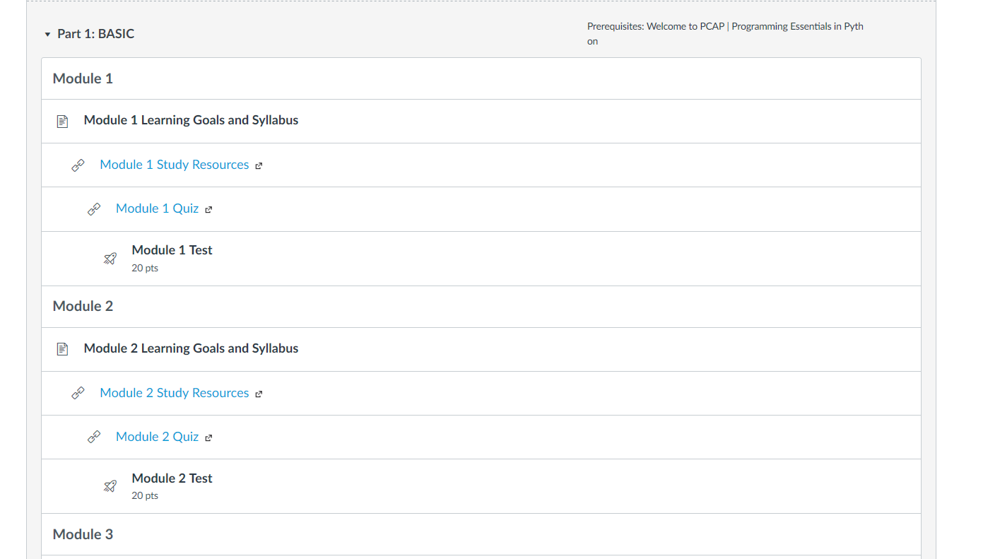 Part 1: BASIC
Prerequisites: Welcome to PCAP | Programming Essentials in Pyth
on
Module 1
Module 1 Learning Goals and Syllabus
Module 1 Study Resources
Module 1 Quiz
Module 1 Test
20 pts
Module 2
Module 2 Learning Goals and Syllabus
Module 2 Study Resources
Module 2 Quiz
Module 2 Test
20 pts
Module 3